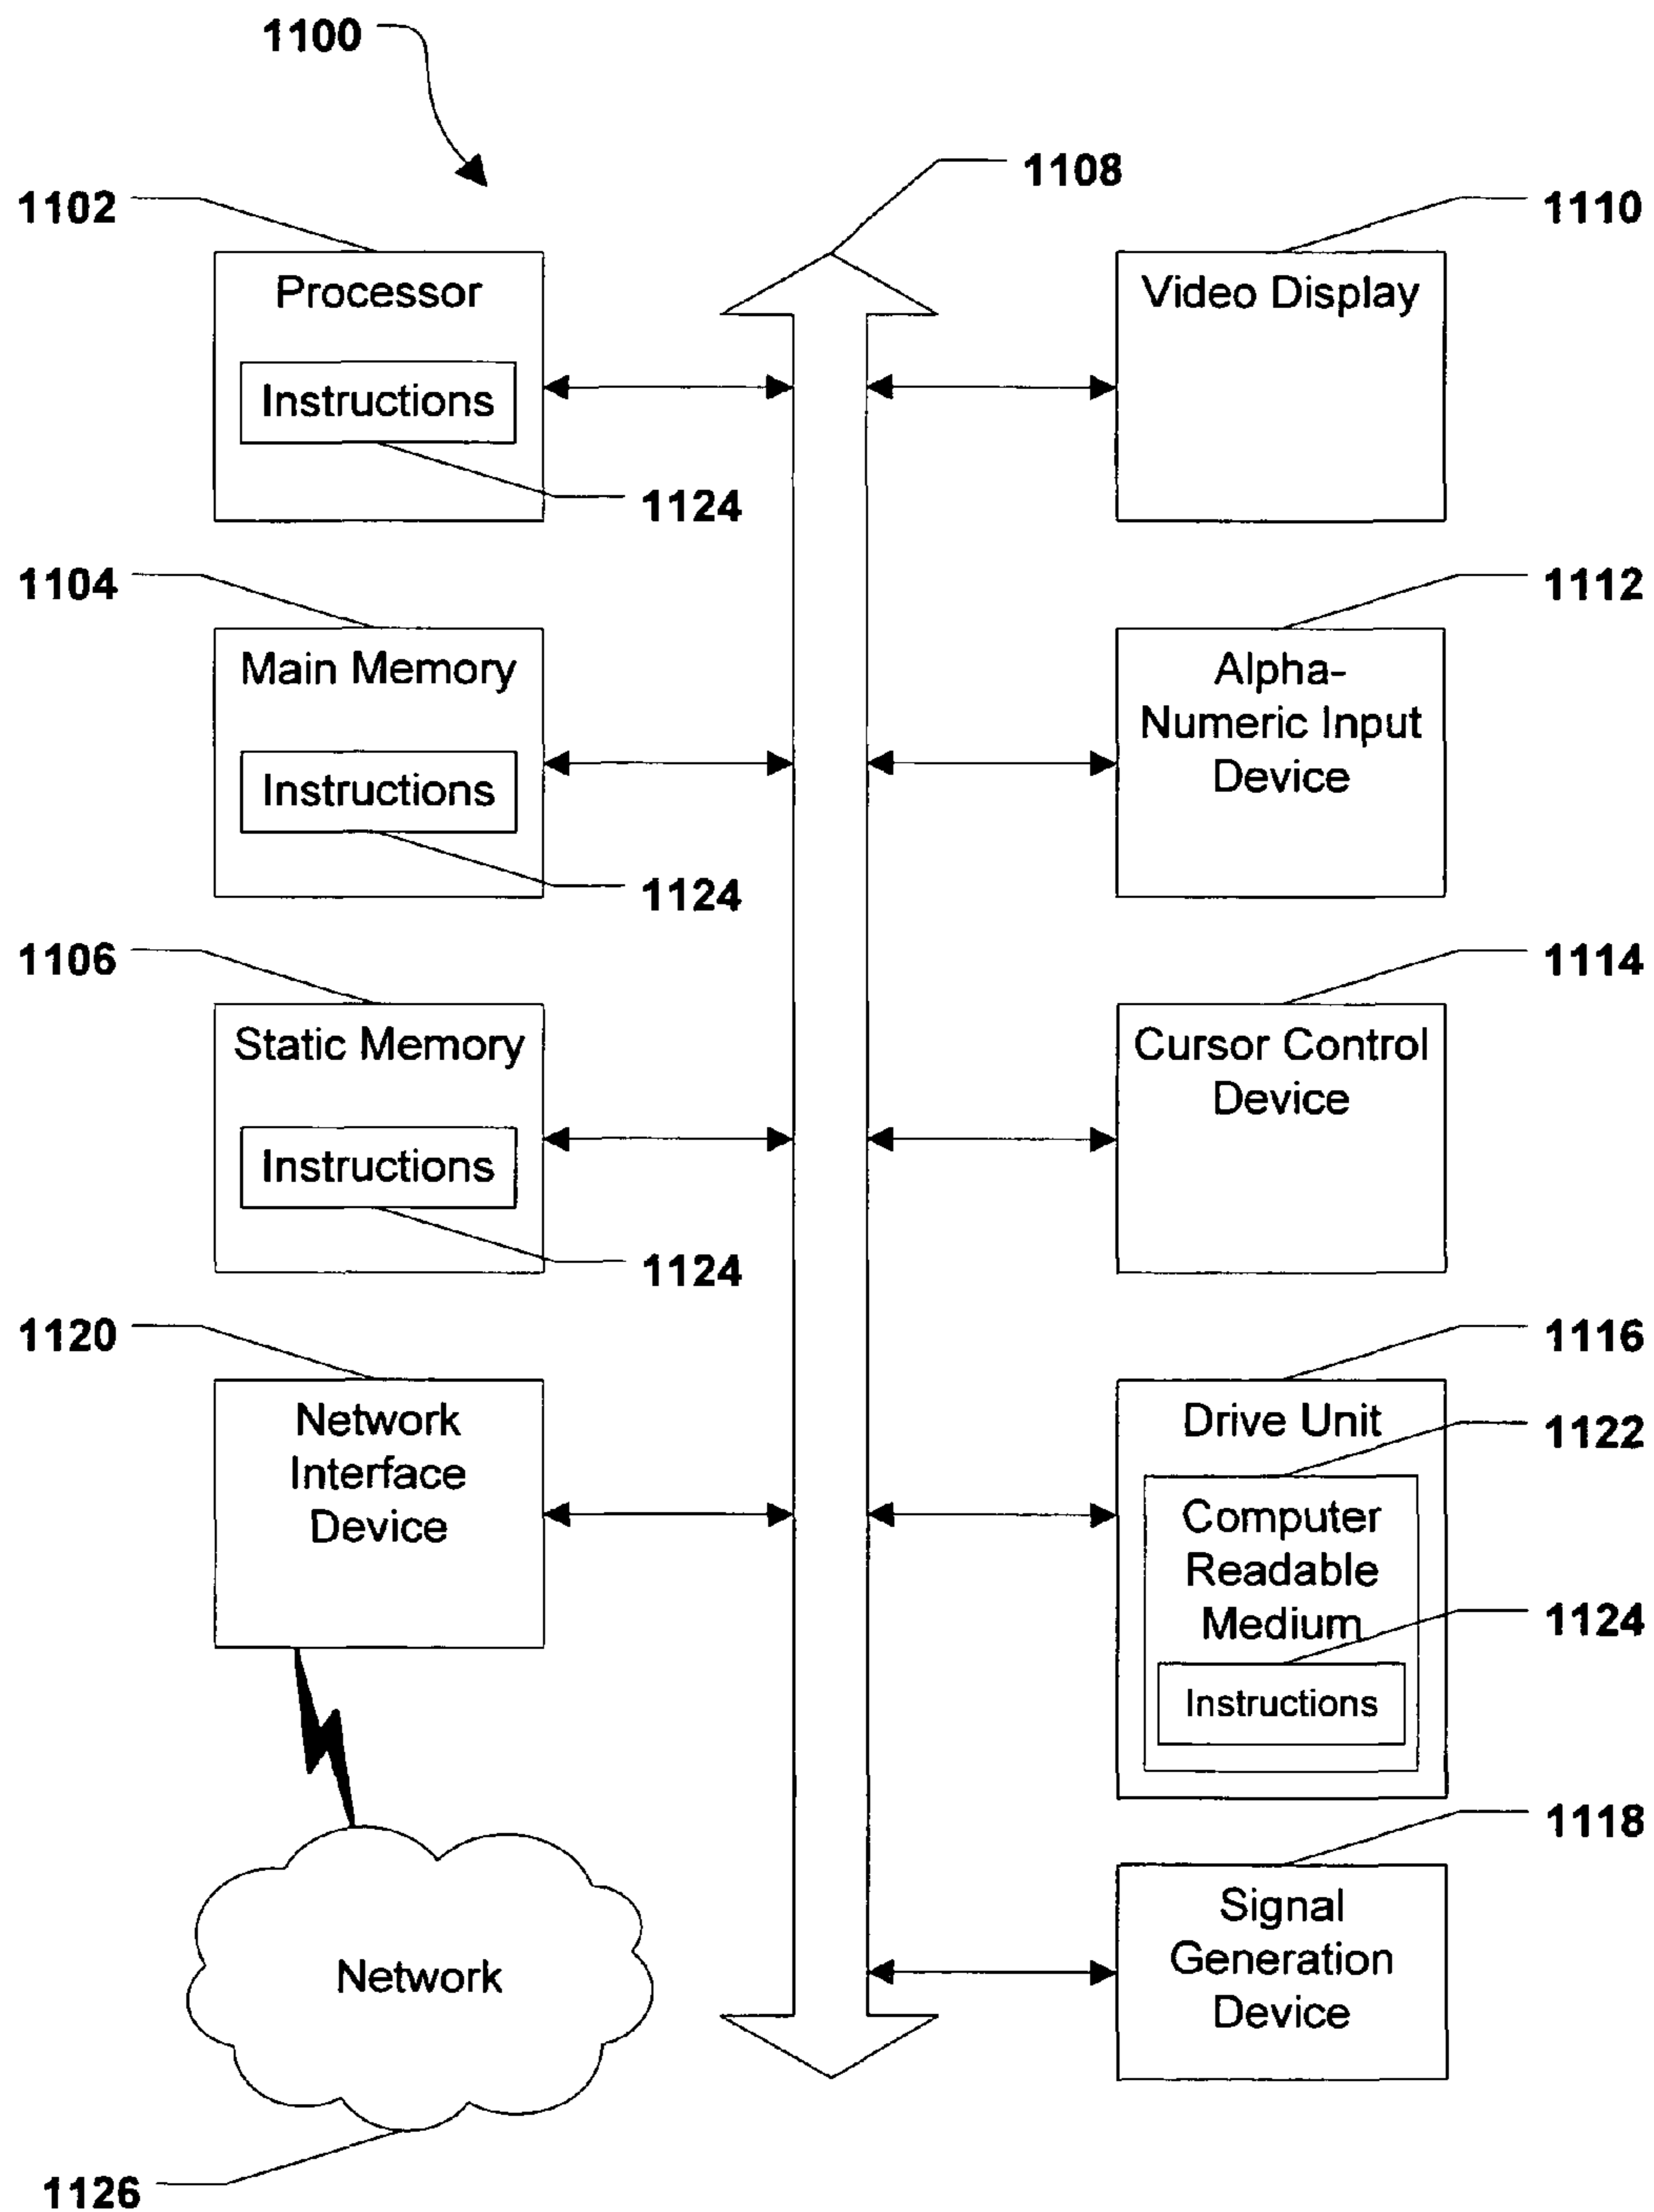 1100
1108
1102
1110
Processor
Instructions
1124
Video Display
1104
1112
Main Memory
Instructions
1124
Alpha-
Numeric Input
Device
1106
1114
Static Memory
Instructions
1124
Cursor Control
Device
1120
1116
Network
Interface
Device
Drive Unit
1122
Computer
Readable
Medium
1124
Instructions
1118
Signal
Generation
Device
Network
1126